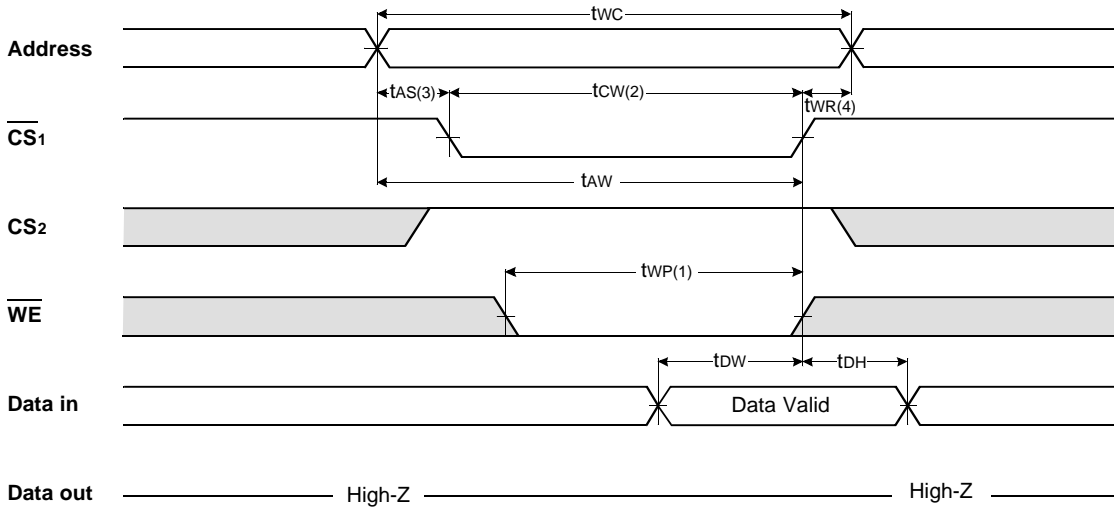 tWC
Address
tAS(3) tCW(2) tWR(4)
CS1
tAW
CS2
tWP(1)
WE
tDW tDH
Data in Data Valid
Data out High-Z High-Z